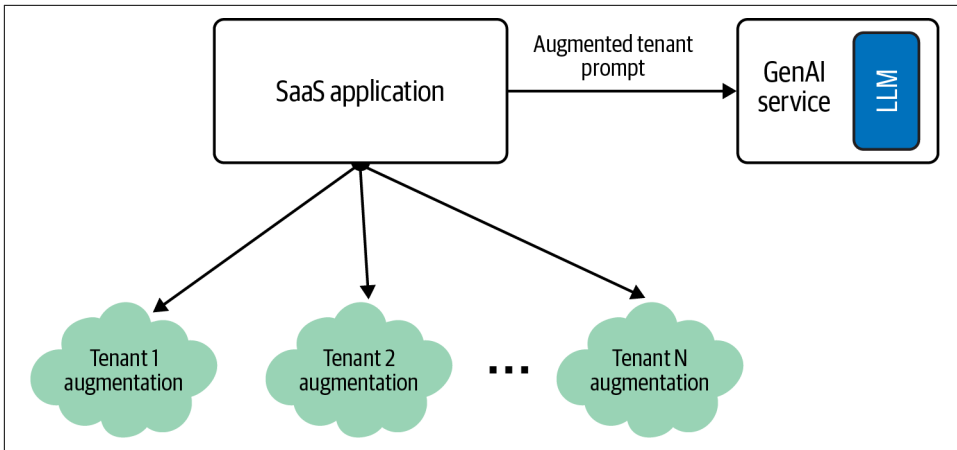 SaaS application
Augmented tenant
prompt
GenAI
service
LLM
Tenant 1
augmentation
Tenant 2
augmentation
...
Tenant N
augmentation